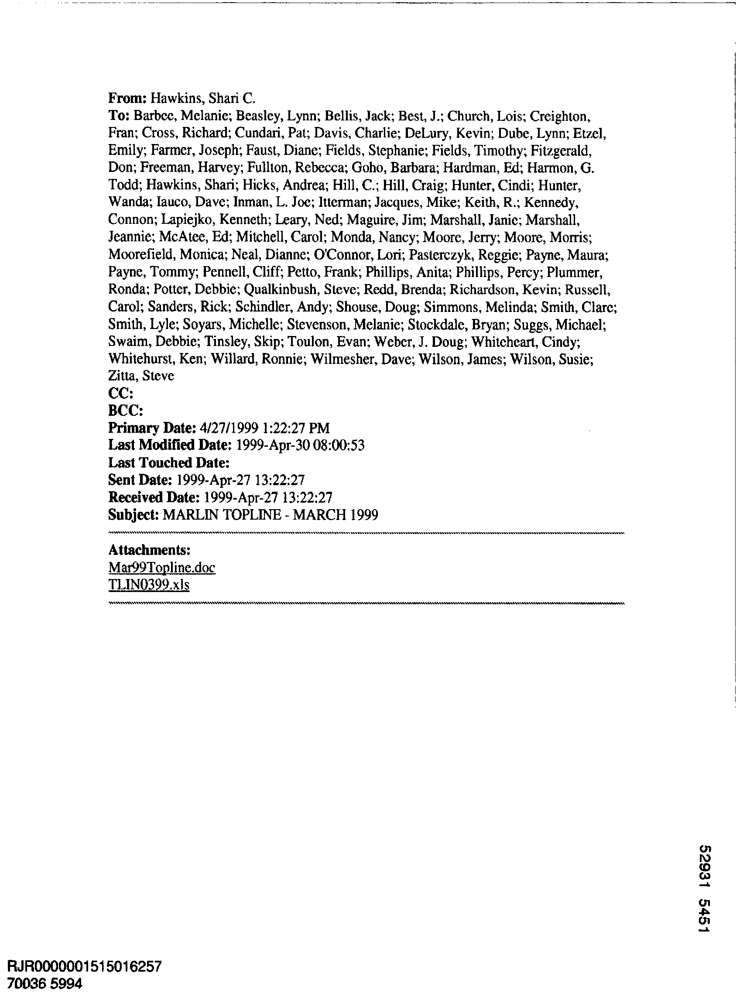 From: Hawkins, Shari C.
To: Barbee, Melanie; Beasley, Lynn; Bellis, Jack; Best, J.; Church, Lois; Creighton,
Fran; Cross, Richard; Cundari, Pat; Davis, Charlie; DeLury, Kevin; Dube, Lynn; Etzel,
Emily; Farmer, Joseph; Faust, Diane; Fields, Stephanie; Fields, Timothy; Fitzgerald,
Don; Freeman, Harvey; Fullton, Rebecca; Goho, Barbara; Hardman, Ed; Harmon, G.
Todd; Hawkins, Shari; Hicks, Andrea; Hill, C.; Hill, Craig; Hunter, Cindi; Hunter,
Wanda; Iauco, Dave; Inman, L. Joe; Itterman; Jacques, Mike; Keith, R.; Kennedy,
Connon; Lapiejko, Kenneth; Leary, Ned; Maguire, Jim; Marshall, Janie; Marshall,
Jeannie; McAtee, Ed; Mitchell, Carol; Monda, Nancy; Moore, Jerry; Moore, Morris;
Moorefield, Monica; Neal, Dianne; O'Connor, Lori; Pasterczyk, Reggie; Payne, Maura;
Payne, Tommy; Pennell, Cliff; Petto, Frank; Phillips, Anita; Phillips, Percy; Plummer,
Ronda; Potter, Debbie; Qualkinbush, Steve; Redd, Brenda; Richardson, Kevin; Russell,
Carol; Sanders, Rick; Schindler, Andy; Shouse, Doug; Simmons, Melinda; Smith, Clare;
Smith, Lyle; Soyars, Michelle; Stevenson, Melanie; Stockdale, Bryan; Suggs, Michael;
Swaim, Debbie; Tinsley, Skip; Toulon, Evan; Weber, J. Doug; Whiteheart, Cindy;
Whitehurst, Ken; Willard, Ronnie; Wilmesher, Dave; Wilson, James; Wilson, Susie;
Zitta, Steve
CC:
BCC:
Primary Date: 4/27/1999 1:22:27 PM
Last Modified Date: 1999-Apr-30 08:00:53
Last Touched Date:
Sent Date: 1999-Apr-27 13:22:27
Received Date: 1999-Apr-27 13:22:27
Subject: MARLIN TOPLINE - MARCH 1999
Attachments:
Mar99Topline.doc
TLIN0399.xls
52931 5451
RJR0000001515016257
70036 5994